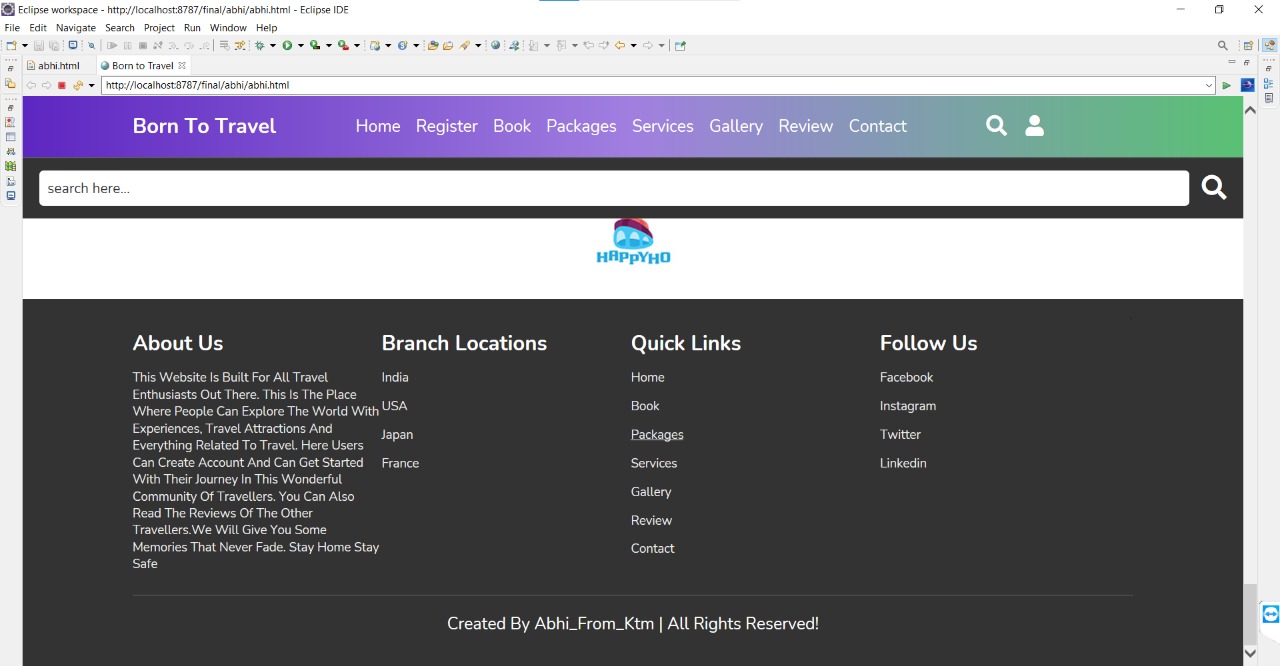 Eclipse workspace - http://localhost:8787/final/abhi/abhi.html - Eclipse IDE
File Edit Navigate Search Project Run Window Help
abhi.html Born to Travel
http://localhost:8787/final/abhi/abhi.html
Born To Travel Home Register Book Packages Services Gallery Review Contact
search here...
HAPPYHO
About Us
This Website Is Built For All Travel
Enthusiasts Out There. This Is The Place
Where People Can Explore The World With
Experiences, Travel Attractions And
Everything Related To Travel. Here Users
Can Create Account And Can Get Started
With Their Journey In This Wonderful
Community Of Travellers. You Can Also
Read The Reviews Of The Other
Travellers.We Will Give You Some
Memories That Never Fade. Stay Home Stay
Safe
Branch Locations
India
USA
Japan
France
Quick Links
Home
Book
Packages
Services
Gallery
Review
Contact
Follow Us
Facebook
Instagram
Twitter
Linkedin
Created By Abhi_From_Ktm | All Rights Reserved!